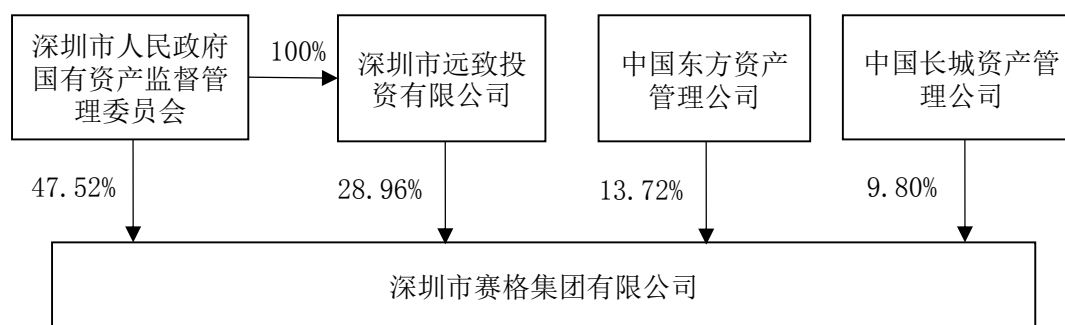 深圳市人民政府
国有资产监督管
理委员会
100%
深圳市远致投
资有限公司
中国东方资产
管理公司
中国长城资产管
理公司
47.52%
28.96%
13.72%
9.80%
深圳市赛格集团有限公司